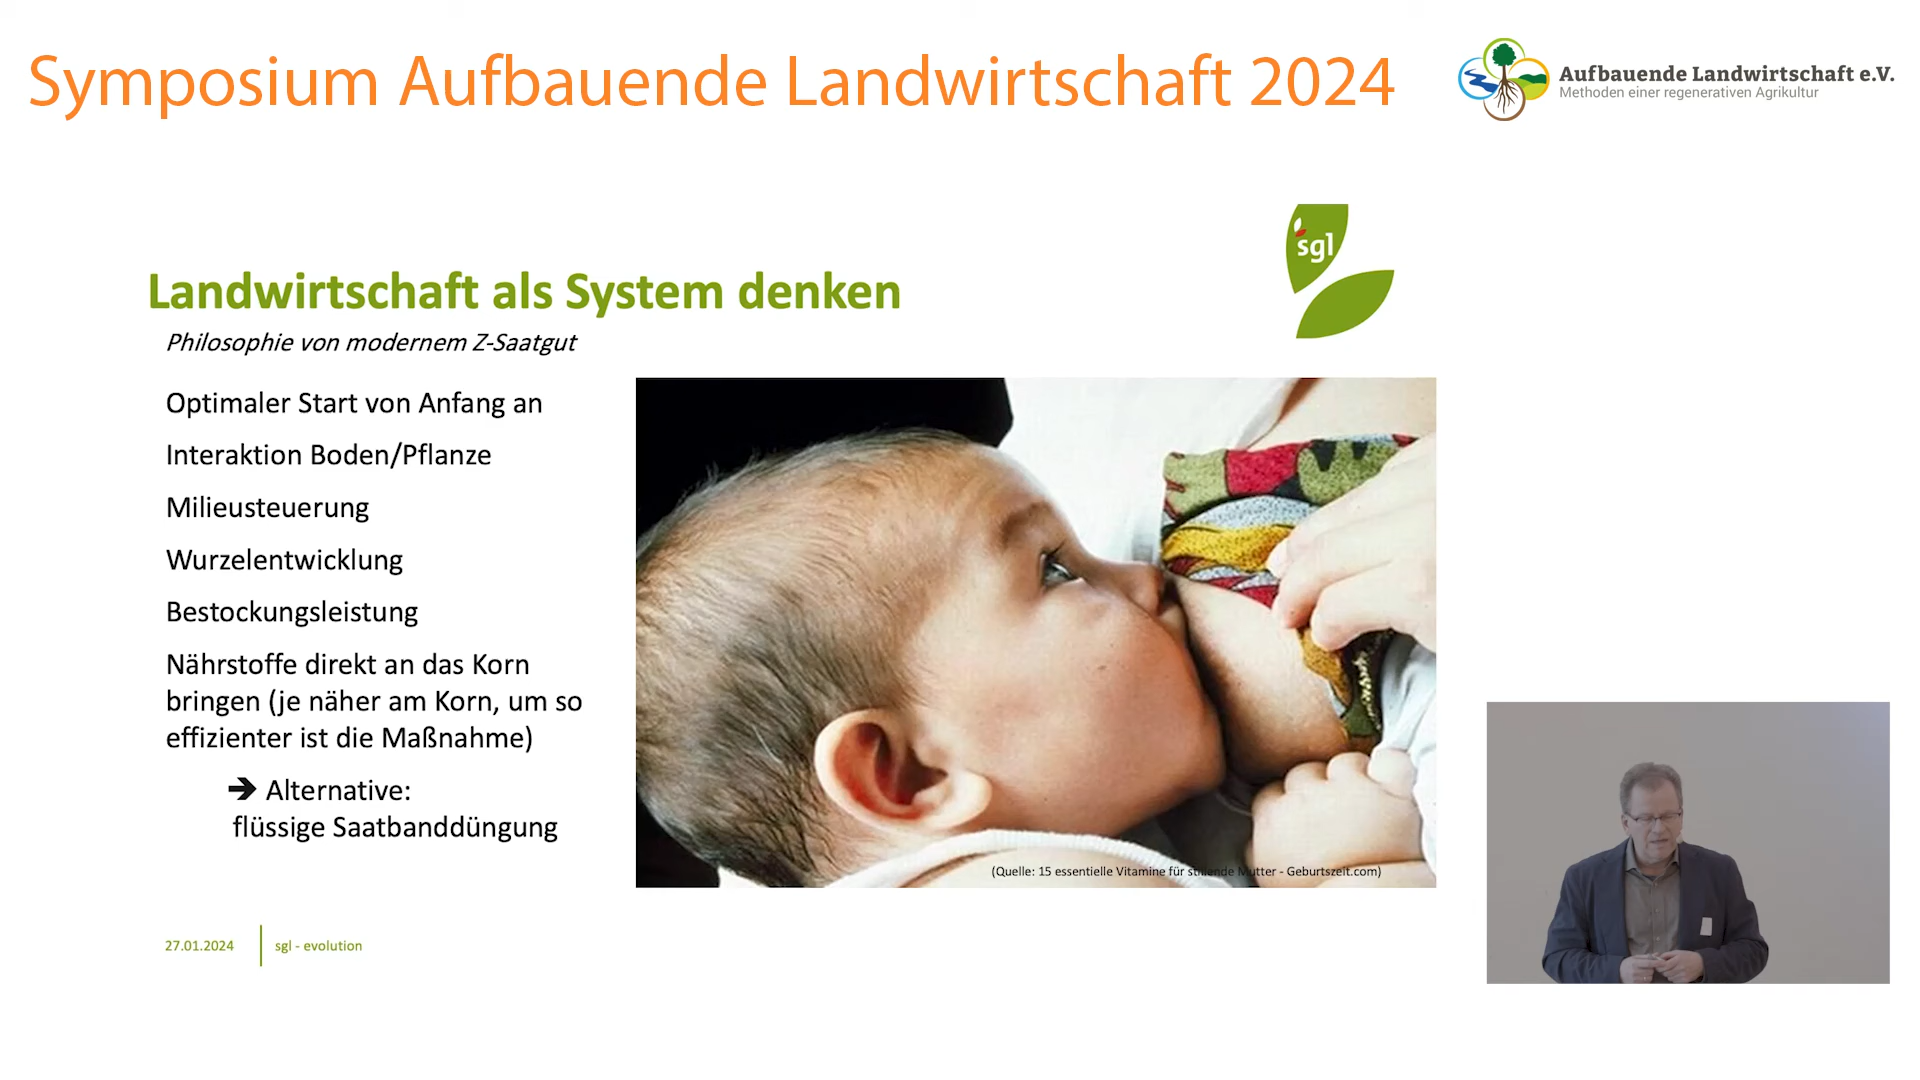 Symposium Aufbauende Landwirtschaft 2024
Aufbauende Landwirtschaft e.V.
Methoden einer regenerativen Agrikultur
sgl
Landwirtschaft als System denken
Philosophie von modernem Z-Saatgut
Optimaler Start von Anfang an
Interaktion Boden/Pflanze
Milieusteuerung
Wurzelentwicklung
Bestockungsleistung
Nährstoffe direkt an das Korn
bringen (je näher am Korn, um so
effizienter ist die Maßnahme)
➔ Alternative:
flüssige Saatbanddüngung
(Quelle: 15 essentielle Vitamine für stillende Mutter - Geburtszeit.com)
27.01.2024
sgl - evolution